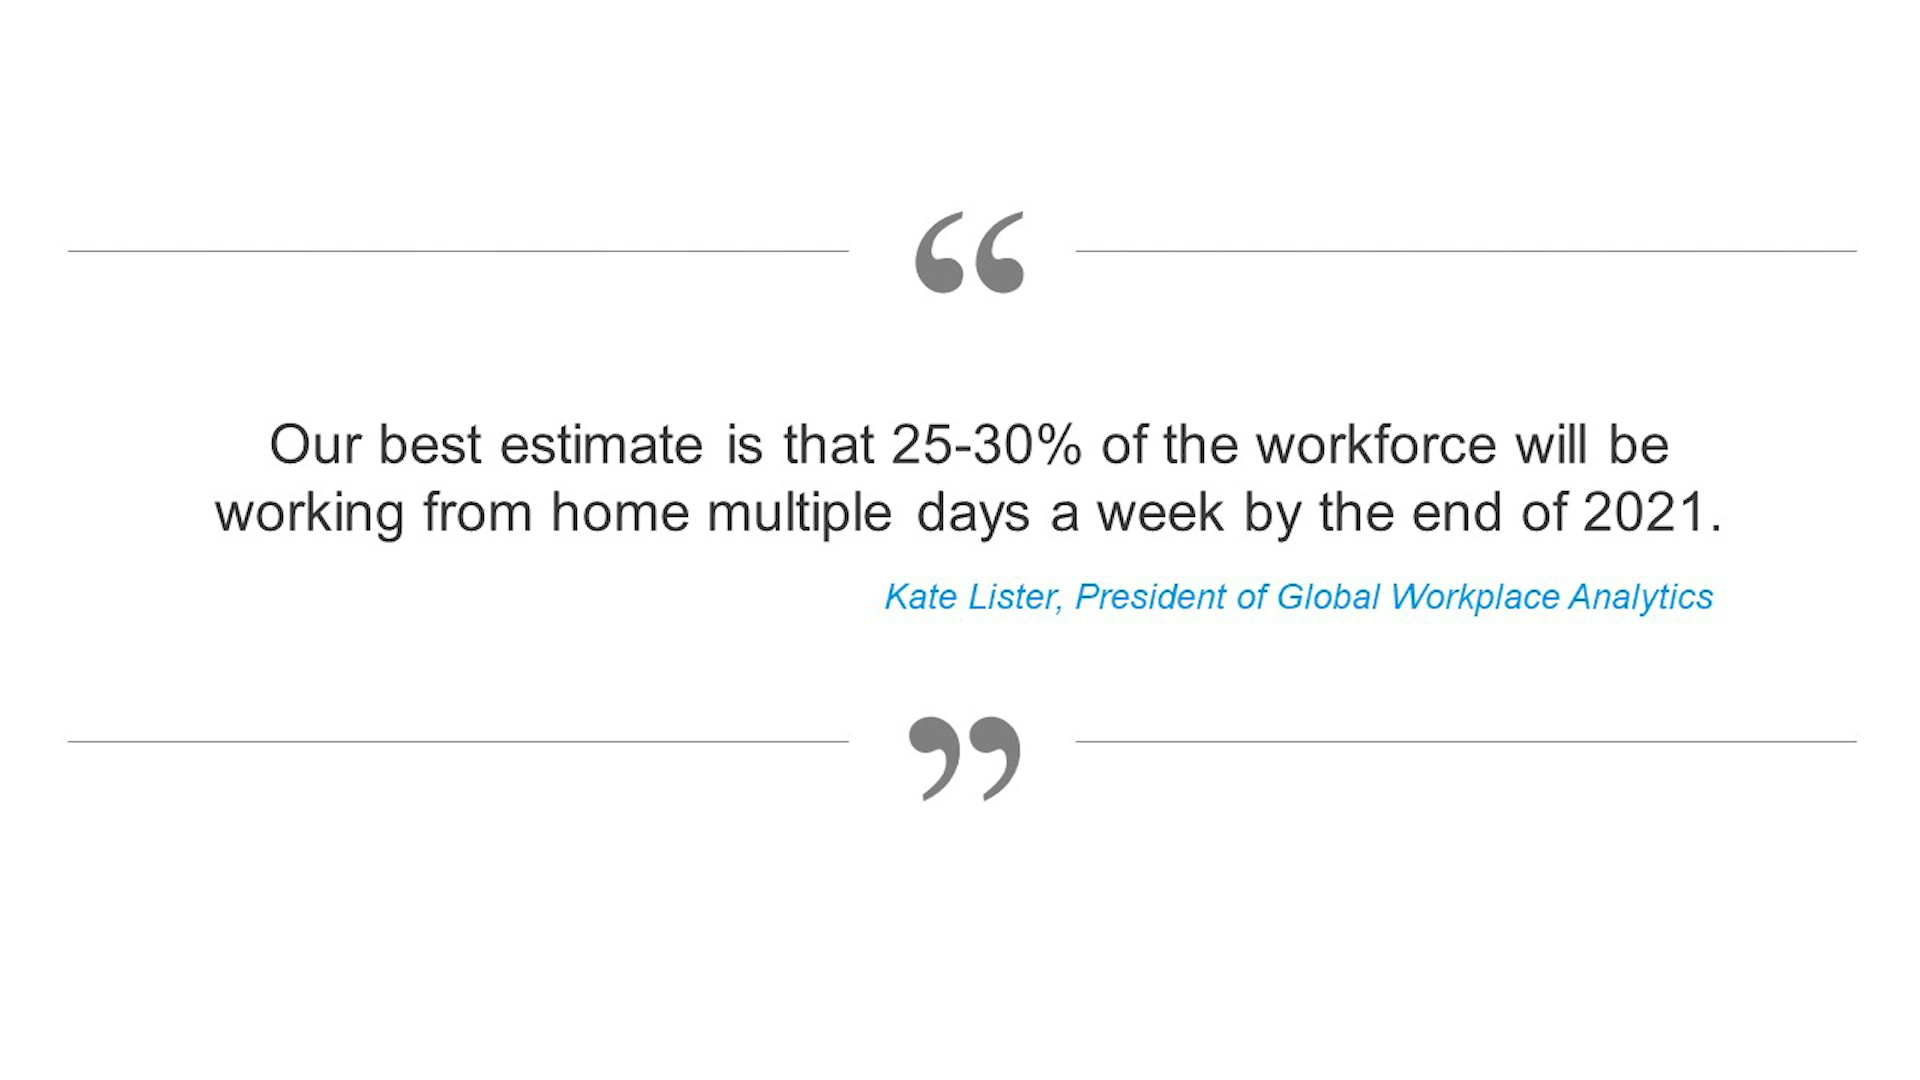 “
Our best estimate is that 25-30% of the workforce will be
working from home multiple days a week by the end of 2021.
Kate Lister, President of Global Workplace Analytics
”